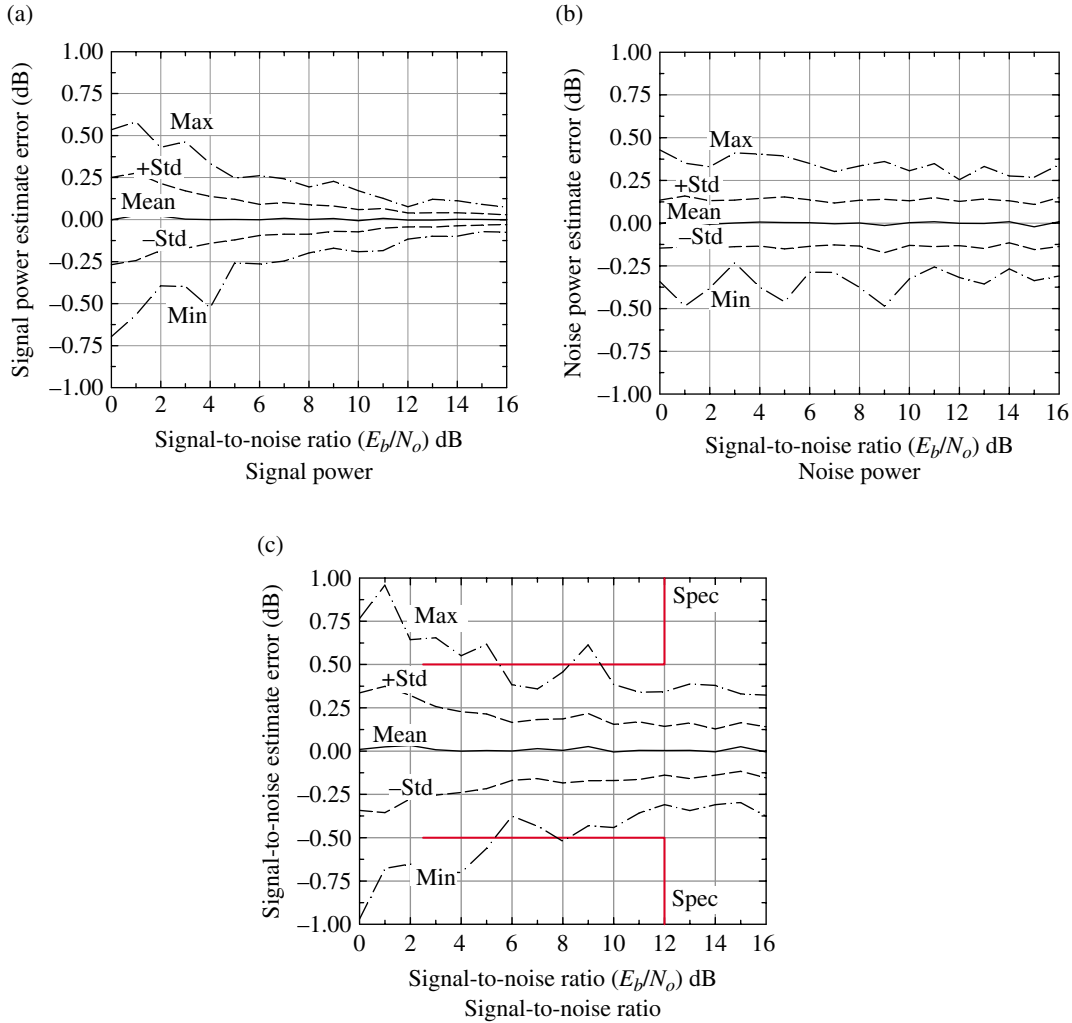 (a)
Signal power estimate error (dB)
1.00
0.75
0.50
0.25
0.00
−0.25
−0.50
−0.75
−1.00
Max
+Std
Mean
−Std
Min
0 2 4 6 8 10 12 14 16
Signal-to-noise ratio (Eb/No) dB
Signal power
(b)
Noise power estimate error (dB)
1.00
0.75
0.50
0.25
0.00
−0.25
−0.50
−0.75
−1.00
Max
+Std
Mean
−Std
Min
0 2 4 6 8 10 12 14 16
Signal-to-noise ratio (Eb/No) dB
Noise power
(c)
Signal-to-noise estimate error (dB)
1.00
0.75
0.50
0.25
0.00
−0.25
−0.50
−0.75
−1.00
Spec
Max
+Std
Mean
−Std
Min
Spec
0 2 4 6 8 10 12 14 16
Signal-to-noise ratio (Eb/No) dB
Signal-to-noise ratio